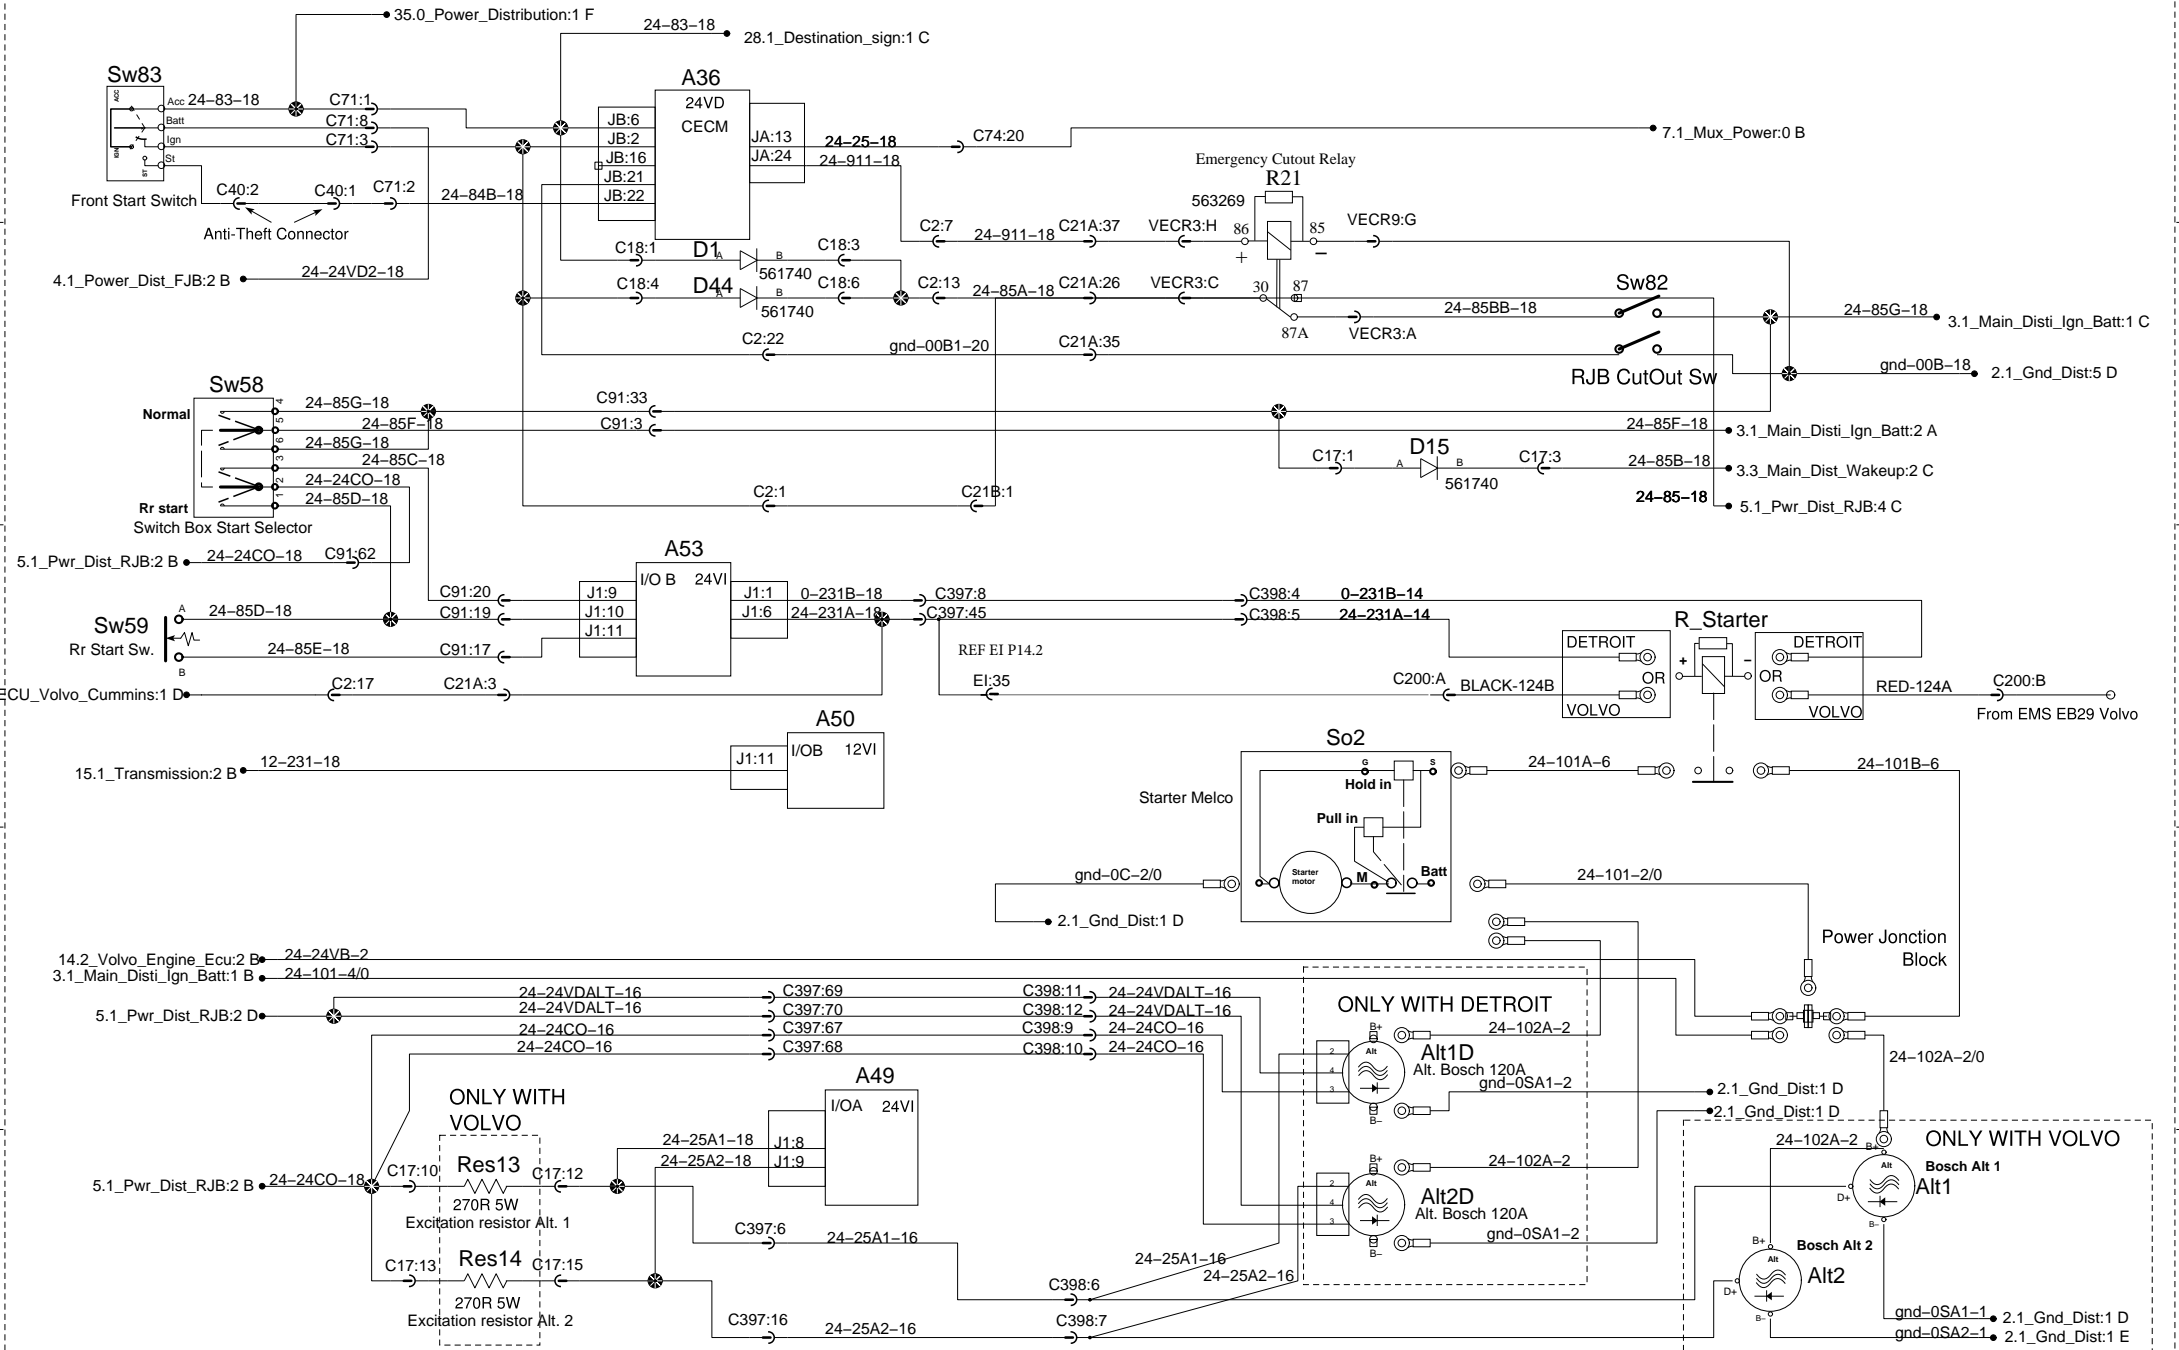 35.0_Power_Distribution:1 F
24-83-18
28.1_Destination_sign:1 C
Sw83
ACC
IGN
ST
Acc
24-83-18
C71:1
Batt
C71:8
Ign
C71:3
St
A36
24VD
CECM
JB:6
JB:2
JB:16
JB:21
JB:22
JA:13
JA:24
24-25-18
24-911-18
C74:20
7.1_Mux_Power:0 B
Front Start Switch
C40:2
C40:1
C71:2
24-84B-18
Anti-Theft Connector
4.1_Power_Dist_FJB:2 B
24-24VD2-18
Emergency Cutout Relay
R21
563269
C2:7
24-911-18
C21A:37
VECR3:H
86
85
+
−
VECR9:G
C18:1
D1
A
B
561740
C18:3
C18:4
D44
A
B
561740
C18:6
C2:13
24-85A-18
C21A:26
VECR3:C
30
87
87A
VECR3:A
24-85BB-18
Sw82
24-85G-18
3.1_Main_Disti_Ign_Batt:1 C
C2:22
gnd-00B1-20
C21A:35
RJB CutOut Sw
gnd-00B-18
2.1_Gnd_Dist:5 D
Sw58
Normal
Rr start
Switch Box Start Selector
4
5
6
3
2
1
24-85G-18
24-85F-18
24-85G-18
24-85C-18
24-24CO-18
24-85D-18
C91:33
C91:3
24-85F-18
3.1_Main_Disti_Ign_Batt:2 A
C17:1
A
D15
B
561740
C17:3
24-85B-18
3.3_Main_Dist_Wakeup:2 C
C2:1
C21B:1
24-85-18
5.1_Pwr_Dist_RJB:4 C
5.1_Pwr_Dist_RJB:2 B
24-24CO-18
C91:62
A53
I/O B
24VI
J1:9
J1:10
J1:11
J1:1
J1:6
C91:20
C91:19
C91:17
0-231B-18
24-231A-18
C397:8
C397:45
C398:4
C398:5
0-231B-14
24-231A-14
Sw59
Rr Start Sw.
A
B
24-85D-18
24-85E-18
REF EI P14.2
R_Starter
+
−
DETROIT
OR
VOLVO
DETROIT
OR
VOLVO
ECU_Volvo_Cummins:1 D
C2:17
C21A:3
EI:35
C200:A
BLACK-124B
RED-124A
C200:B
From EMS EB29 Volvo
A50
I/OB
12VI
J1:11
15.1_Transmission:2 B
12-231-18
So2
Starter Melco
G
S
Hold in
Pull in
Starter
motor
M
Batt
24-101A-6
24-101B-6
gnd-0C-2/0
2.1_Gnd_Dist:1 D
24-101-2/0
Power Jonction
Block
14.2_Volvo_Engine_Ecu:2 B
24-24VB-2
3.1_Main_Disti_Ign_Batt:1 B
24-101-4/0
5.1_Pwr_Dist_RJB:2 D
24-24VDALT-16
C397:69
C398:11
24-24VDALT-16
24-24VDALT-16
C397:70
C398:12
24-24VDALT-16
24-24CO-16
C397:67
C398:9
24-24CO-16
24-24CO-16
C397:68
C398:10
24-24CO-16
ONLY WITH DETROIT
B+
Alt
2
4
3
B−
24-102A-2
Alt1D
Alt. Bosch 120A
gnd-0SA1-2
2.1_Gnd_Dist:1 D
2.1_Gnd_Dist:1 D
24-102A-2/0
A49
I/OA
24VI
J1:8
J1:9
ONLY WITH
VOLVO
24-25A1-18
24-25A2-18
5.1_Pwr_Dist_RJB:2 B
24-24CO-18
C17:10
Res13
C17:12
270R 5W
Excitation resistor Alt. 1
C17:13
Res14
C17:15
270R 5W
Excitation resistor Alt. 2
B+
Alt
2
4
3
B−
24-102A-2
Alt2D
Alt. Bosch 120A
gnd-0SA1-2
C397:6
24-25A1-16
C398:6
24-25A1-16
24-25A2-16
C397:16
24-25A2-16
C398:7
ONLY WITH VOLVO
24-102A-2
B+
Alt
D+
B−
Bosch Alt 1
Alt1
B+
Alt
D+
B−
Bosch Alt 2
Alt2
gnd-0SA1-1
2.1_Gnd_Dist:1 D
gnd-0SA2-1
2.1_Gnd_Dist:1 E